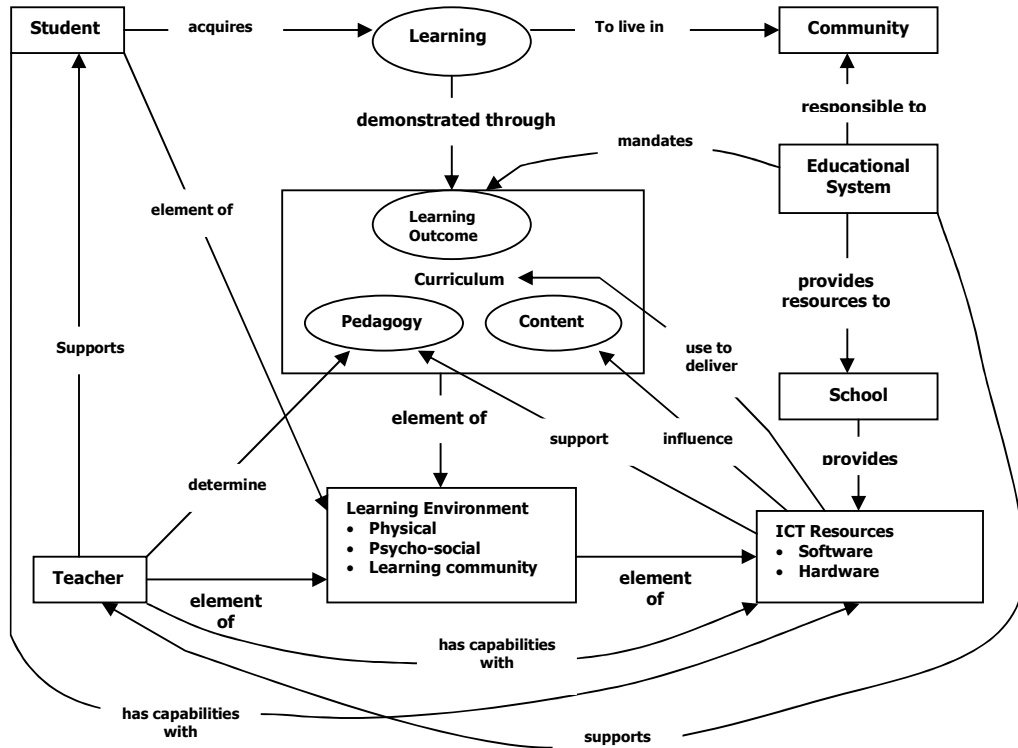 Student
acquires
Learning
To live in
Community
demonstrated through
responsible to
mandates
Educational
System
element of
Learning
Outcome
Curriculum
provides
resources to
Pedagogy
Content
Supports
use to
deliver
School
element of
support
influence
provides
determine
Learning Environment
• Physical
• Psycho-social
• Learning community
ICT Resources
• Software
• Hardware
Teacher
element
of
element
of
has capabilities
with
has capabilities
with
supports